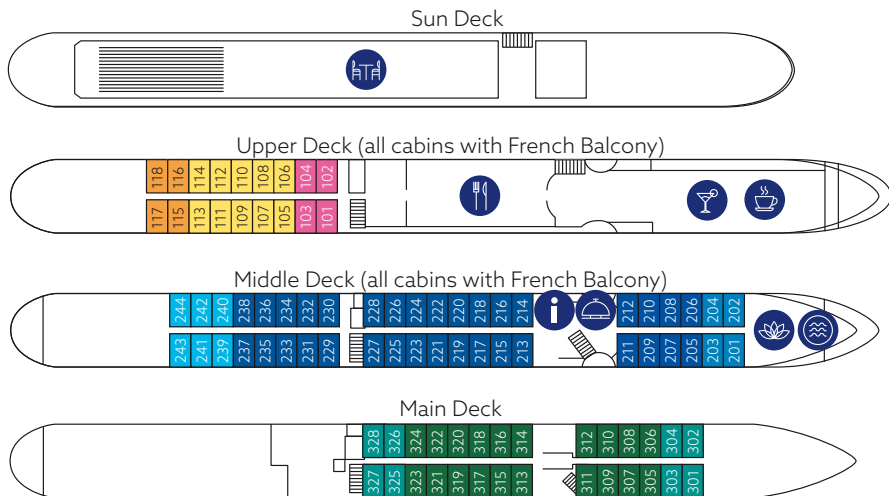 Sun Deck
Upper Deck (all cabins with French Balcony)
118 116 114 112 110 108 106 104 102
117 115 113 111 109 107 105 103 101
Middle Deck (all cabins with French Balcony)
244 242 240 238 236 234 232 230 228 226 224 222 220 218 216 214 i 212 210 208 206 204 202
243 241 239 237 235 233 231 229 227 225 223 221 219 217 215 213 211 209 207 205 203 201
Main Deck
328 326 324 322 320 318 316 314 312 310 308 306 304 302
327 325 323 321 319 317 315 313 311 309 307 305 303 301